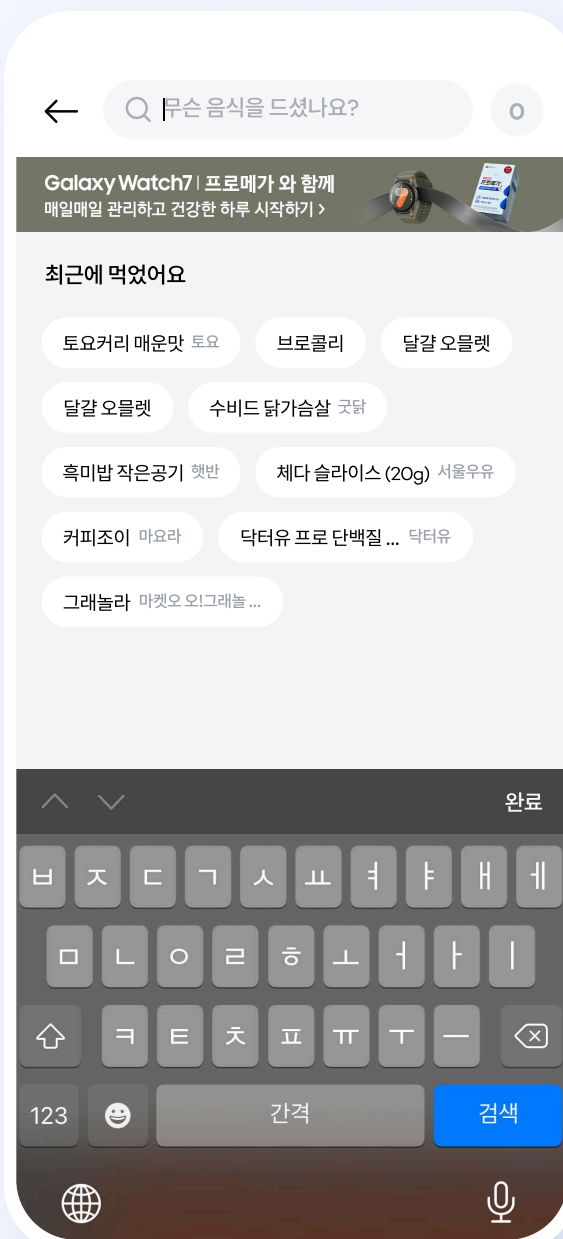 무슨 음식을 드셨나요?
0
Galaxy Watch7 | 프로메가 와 함께
매일매일 관리하고 건강한 하루 시작하기 >
프로메가
최근에 먹었어요
토요커리 매운맛 토요
브로콜리
달걀 오믈렛
달걀 오믈렛
수비드 닭가슴살 굿닭
흑미밥 작은공기 햇반
체다 슬라이스 (20g) 서울우유
커피조이 마요라
닥터유 프로 단백질 ... 닥터유
그래놀라 마켓오 오!그래놀 ...
완료
ㅂ ㅈ ㄷ ㄱ ㅅ ㅛ ㅕ ㅑ ㅐ ㅔ
ㅁ ㄴ ㅇ ㄹ ㅎ ㅗ ㅓ ㅏ ㅣ
ㅋ ㅌ ㅊ ㅍ ㅠ ㅜ ㅡ
123 간격 검색